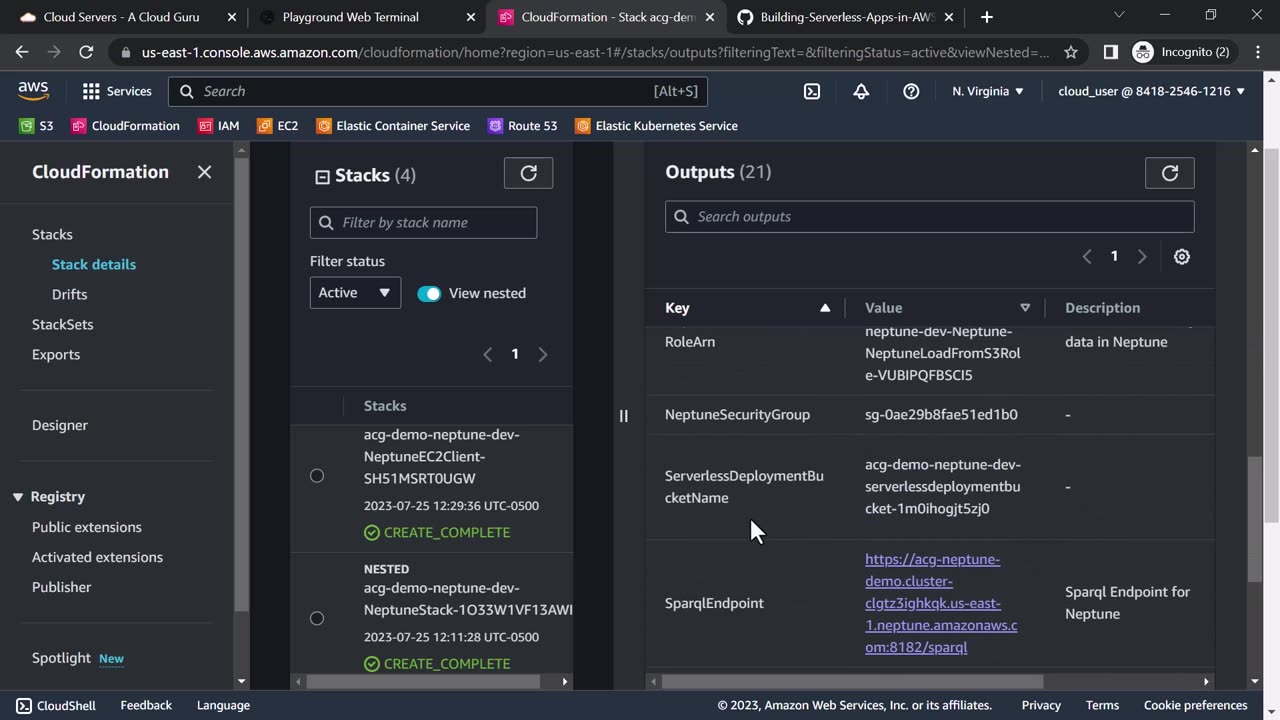 Cloud Servers - A Cloud Guru
Playground Web Terminal
CloudFormation - Stack acg-dem
Building-Serverless-Apps-in-AWS
us-east-1.console.aws.amazon.com/cloudformation/home?region=us-east-1#/stacks/outputs?filteringText=&filteringStatus=active&viewNested=...
Incognito (2)
aws
Services
Search
[Alt+S]
N. Virginia
cloud_user @ 8418-2546-1216
S3
CloudFormation
IAM
EC2
Elastic Container Service
Route 53
Elastic Kubernetes Service
CloudFormation
Stacks
Stack details
Drifts
StackSets
Exports
Designer
Registry
Public extensions
Activated extensions
Publisher
Spotlight New
Stacks (4)
Filter by stack name
Filter status
Active
View nested
1
Stacks
acg-demo-neptune-dev-
NeptuneEC2Client-
SH51MSRT0UGW
2023-07-25 12:29:36 UTC-0500
CREATE_COMPLETE
NESTED
acg-demo-neptune-dev-
NeptuneStack-1O33W1VF13AWI
2023-07-25 12:11:28 UTC-0500
CREATE_COMPLETE
Outputs (21)
Search outputs
1
Key
Value
Description
RoleArn
neptune-dev-Neptune-
NeptuneLoadFromS3Rol
e-VUBIPQFBSCI5
data in Neptune
NeptuneSecurityGroup
sg-0ae29b8fae51ed1b0
-
ServerlessDeploymentBu
cketName
acg-demo-neptune-dev-
serverlessdeploymentbu
cket-1m0ihogjt5zj0
-
SparqlEndpoint
https://acg-neptune-
demo.cluster-
clgtz3ighkqk.us-east-
1.neptune.amazonaws.c
om:8182/sparql
Sparql Endpoint for
Neptune
CloudShell
Feedback
Language
© 2023, Amazon Web Services, Inc. or its affiliates.
Privacy
Terms
Cookie preferences